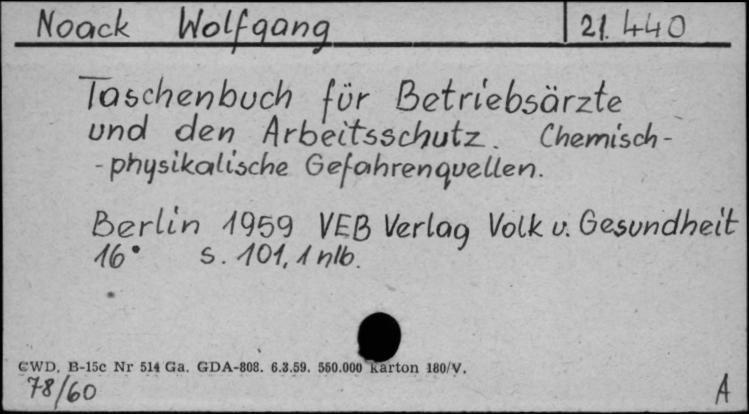 Noack Wolfgang 21.440
Taschenbuch für Betriebsärzte
und den Arbeitsschutz. Chemisch-
-physikalische Gefahrenquellen.
Berlin 1959 VEB Verlag Volk u. Gesundheit
16° s. 101, 1 nlb.
CWD. B-15c Nr 514 Ga. GDA-808. 6.3.59. 550.000 karton 180/V.
78/60 A